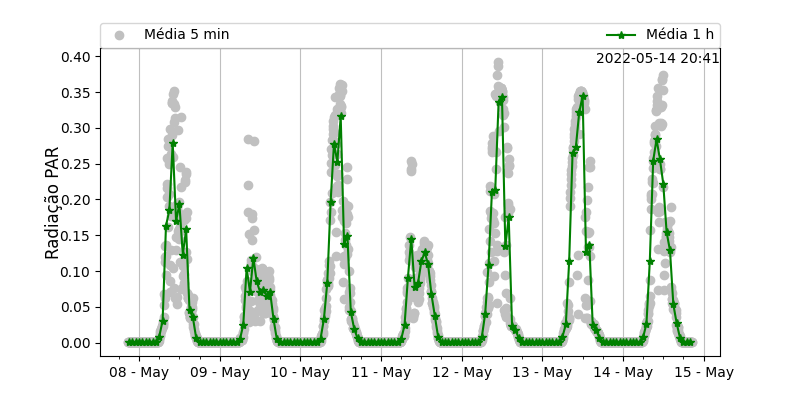 Média 5 min
Média 1 h
2022-05-14 20:41
Radiação PAR
0.40
0.35
0.30
0.25
0.20
0.15
0.10
0.05
0.00
08 - May
09 - May
10 - May
11 - May
12 - May
13 - May
14 - May
15 - May